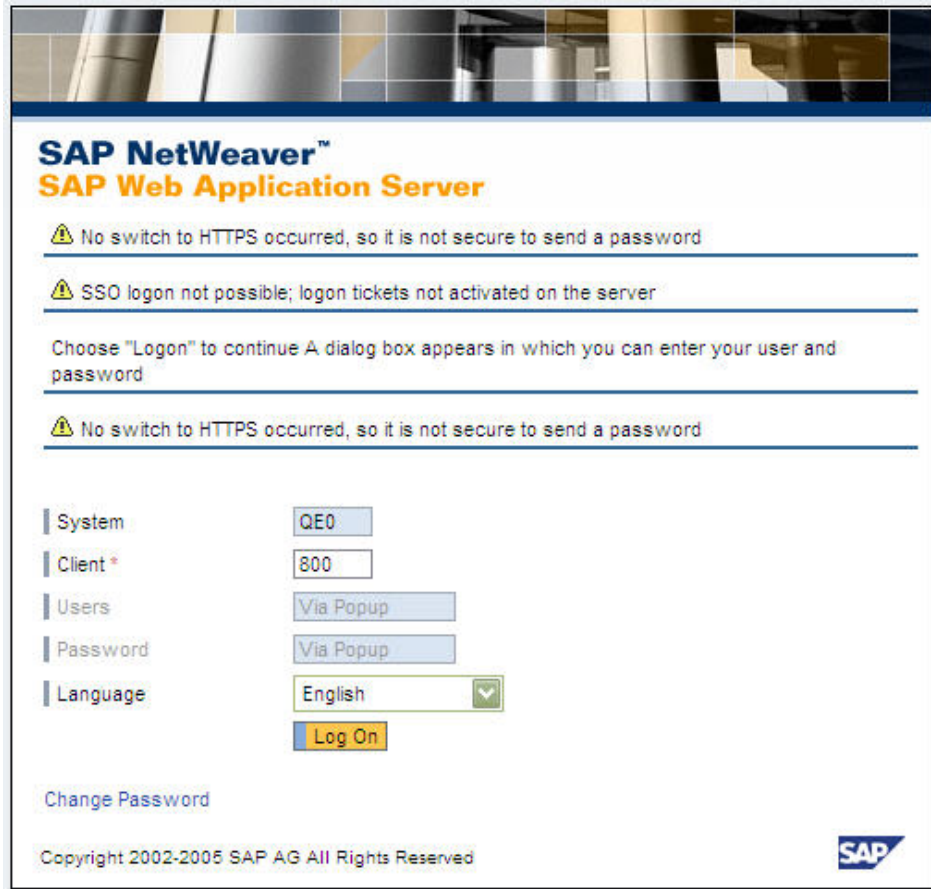 SAP NetWeaver™
SAP Web Application Server
No switch to HTTPS occurred, so it is not secure to send a password
SSO logon not possible; logon tickets not activated on the server
Choose "Logon" to continue A dialog box appears in which you can enter your user and
password
No switch to HTTPS occurred, so it is not secure to send a password
System QE0
Client * 800
Users Via Popup
Password Via Popup
Language English
Log On
Change Password
Copyright 2002-2005 SAP AG All Rights Reserved
SAP